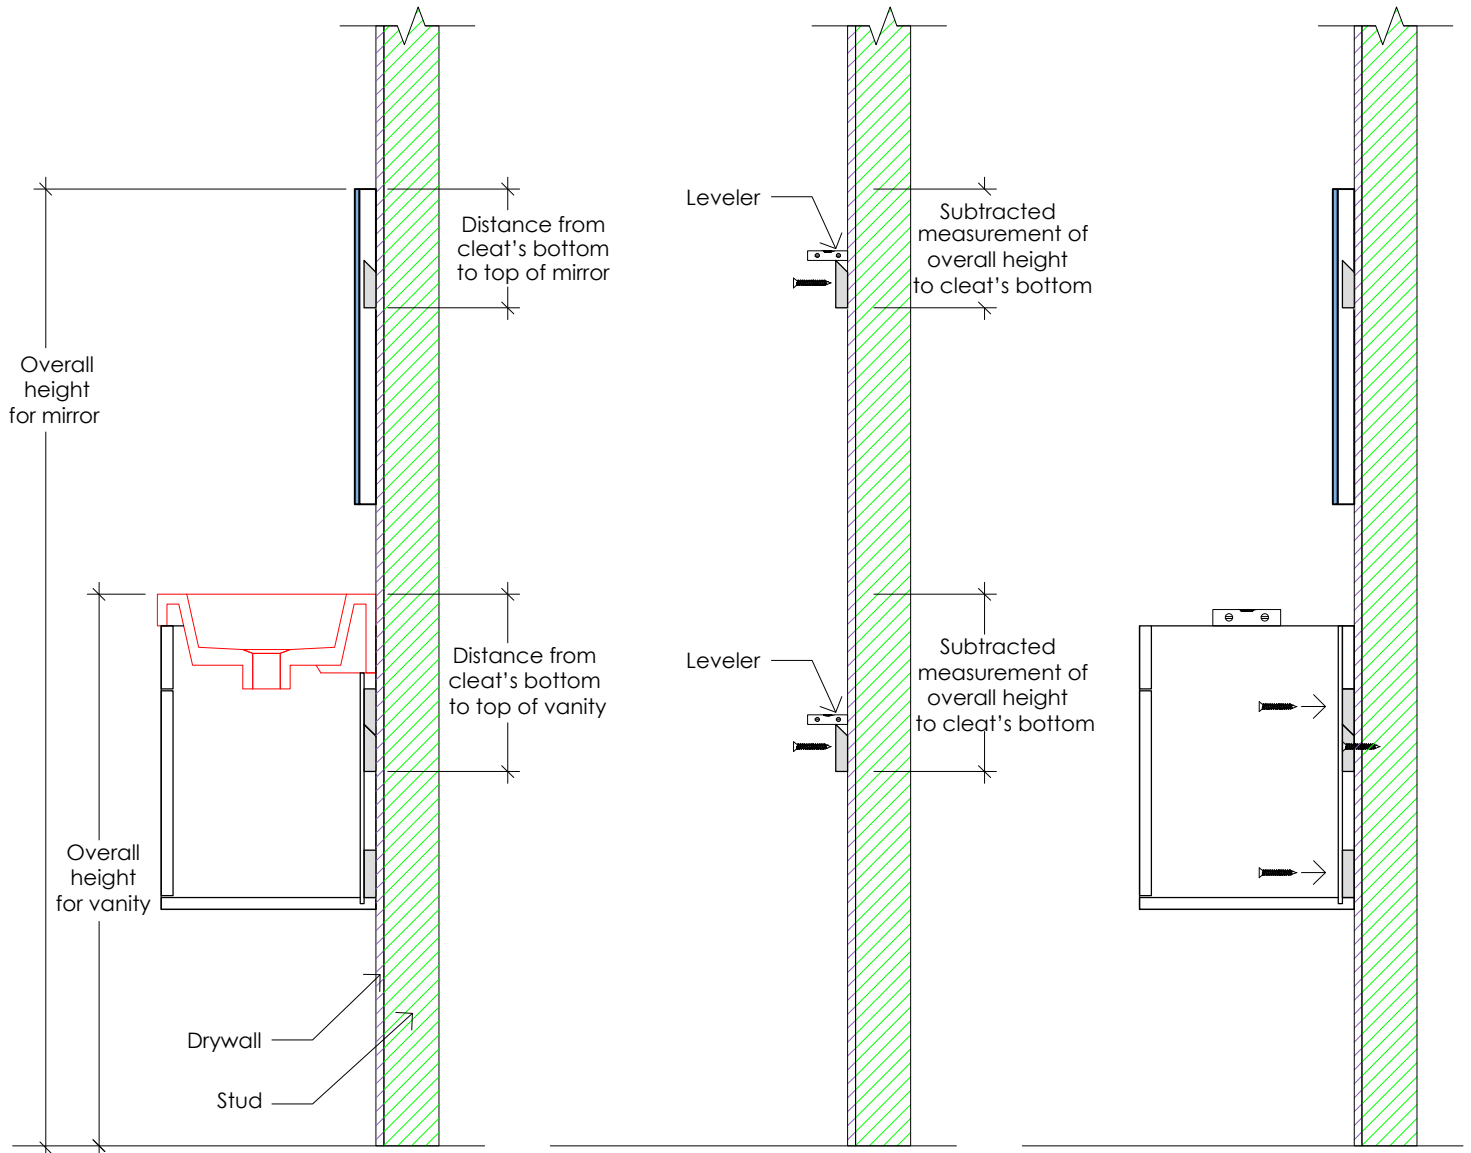 Overall
height
for mirror
Distance from
cleat's bottom
to top of mirror
Overall
height
for vanity
Distance from
cleat's bottom
to top of vanity
Drywall
Stud
Leveler
Subtracted
measurement of
overall height
to cleat's bottom
Leveler
Subtracted
measurement of
overall height
to cleat's bottom